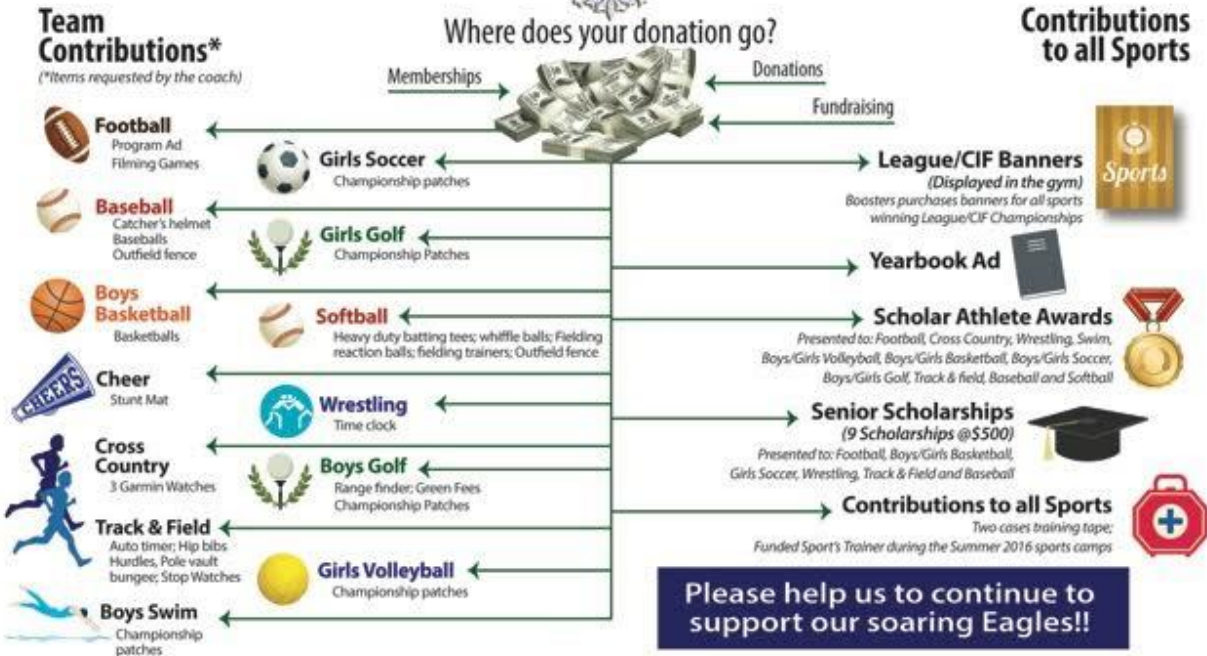 Team
Contributions*
(*Items requested by the coach)
Where does your donation go?
Memberships
Donations
Fundraising
Contributions
to all Sports
Football
Program Ad
Filming Games
Girls Soccer
Championship patches
Baseball
Catcher's helmet
Baseballs
Outfield fence
Girls Golf
Championship Patches
Boys
Basketball
Basketballs
Softball
Heavy duty batting tees; whiffle balls; Fielding
reaction balls; fielding trainers; Outfield fence
CHEERS
Cheer
Stunt Mat
Wrestling
Time clock
Cross
Country
3 Garmin Watches
Boys Golf
Range finder; Green Fees
Championship Patches
Track & Field
Auto timer; Hip bibs
Hurdles, Pole vault
bungee; Stop Watches
Girls Volleyball
Championship patches
Boys Swim
Championship
patches
League/CIF Banners
(Displayed in the gym)
Boosters purchases banners for all sports
winning League/CIF Championships
Sports
Yearbook Ad
Scholar Athlete Awards
Presented to: Football, Cross Country, Wrestling, Swim,
Boys/Girls Volleyball, Boys/Girls Basketball, Boys/Girls Soccer,
Boys/Girls Golf, Track & field, Baseball and Softball
Senior Scholarships
(9 Scholarships @$500)
Presented to: Football, Boys/Girls Basketball,
Girls Soccer, Wrestling, Track & Field and Baseball
Contributions to all Sports
Two cases training tape;
Funded Sport's Trainer during the Summer 2016 sports camps
Please help us to continue to
support our soaring Eagles!!